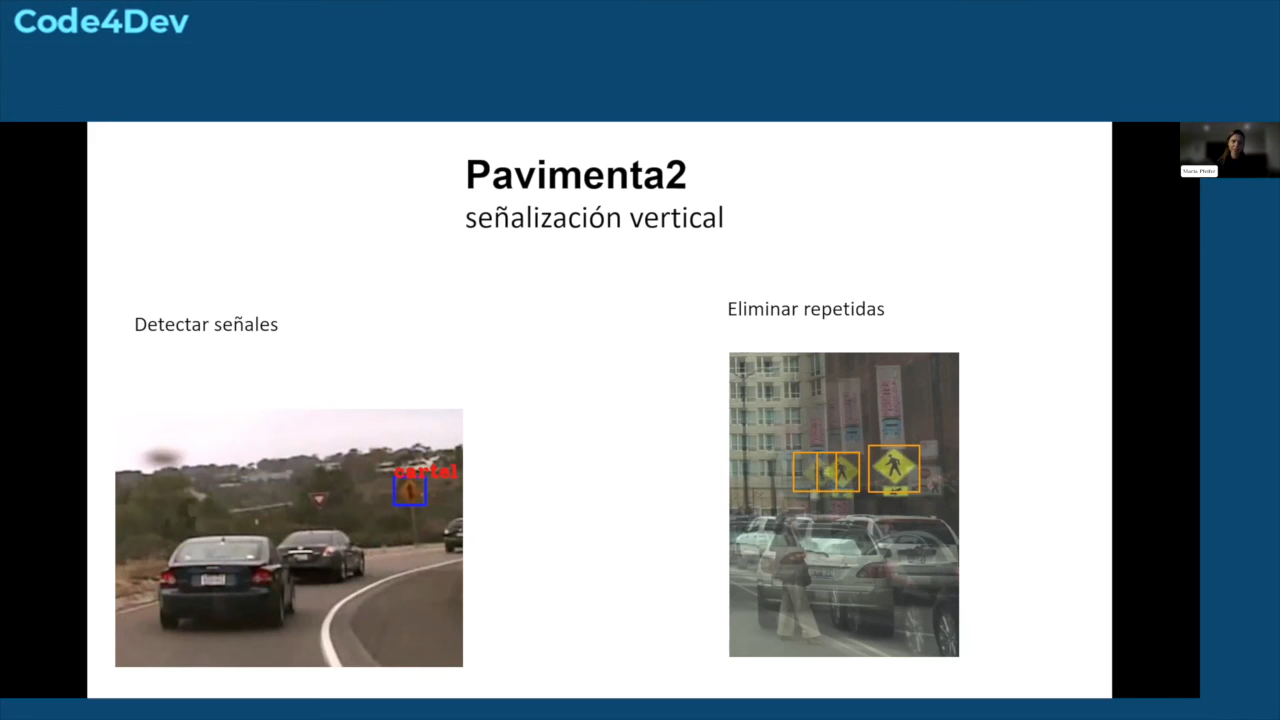 Code4Dev
Pavimenta2
señalización vertical
Detectar señales
Eliminar repetidas
cartel